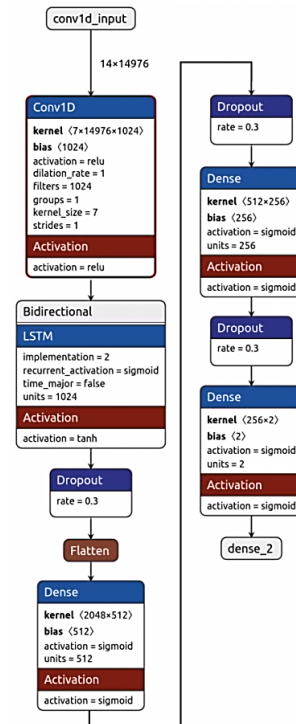 conv1d_input
14×14976
Conv1D
kernel ⟨7×14976×1024⟩
bias ⟨1024⟩
activation = relu
dilation_rate = 1
filters = 1024
groups = 1
kernel_size = 7
strides = 1
Activation
activation = relu
Bidirectional
LSTM
implementation = 2
recurrent_activation = sigmoid
time_major = false
units = 1024
Activation
activation = tanh
Dropout
rate = 0.3
Flatten
Dense
kernel ⟨2048×512⟩
bias ⟨512⟩
activation = sigmoid
units = 512
Activation
activation = sigmoid
Dropout
rate = 0.3
Dense
kernel ⟨512×256⟩
bias ⟨256⟩
activation = sigmoid
units = 256
Activation
activation = sigmoid
Dropout
rate = 0.3
Dense
kernel ⟨256×2⟩
bias ⟨2⟩
activation = sigmoid
units = 2
Activation
activation = sigmoid
dense_2